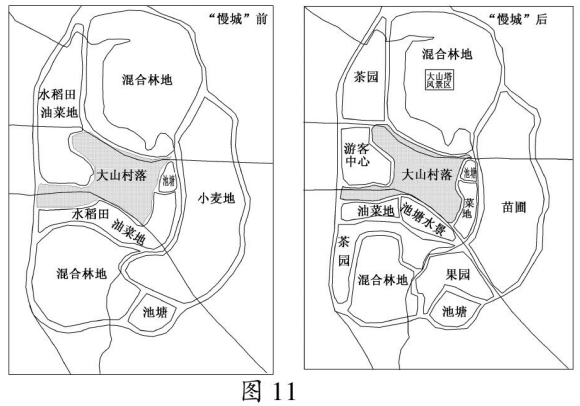 “慢城”前
混合林地
水稻田
油菜地
大山村落
池塘
小麦地
水稻田
油菜地
混合林地
池塘
“慢城”后
混合林地
大山塔
风景区
茶园
游客
中心
大山村落
池塘
菜地
苗圃
油菜地
池塘水景
茶园
混合林地
果园
池塘
图 11